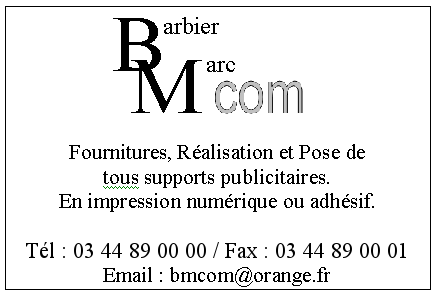 Barbier
Marc
com
Fournitures, Réalisation et Pose de
tous supports publicitaires.
En impression numérique ou adhésif.
Tél : 03 44 89 00 00 / Fax : 03 44 89 00 01
Email : bmcom@orange.fr